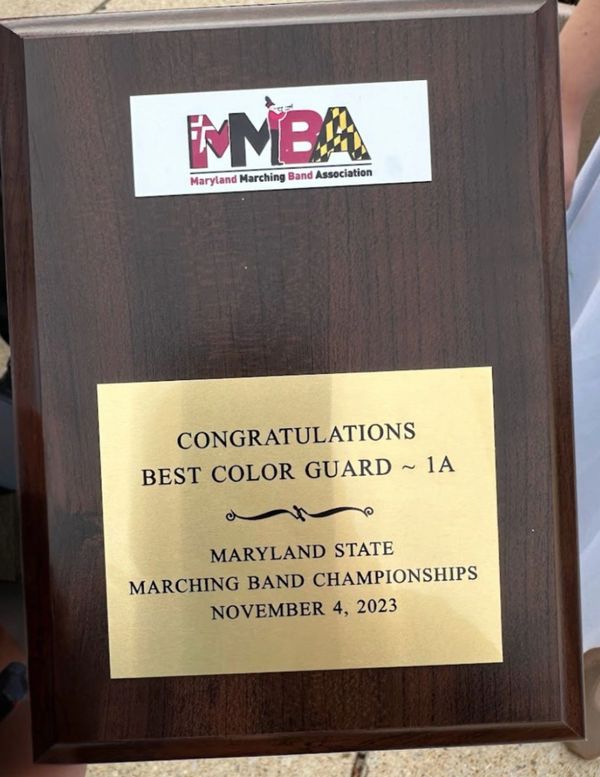 MMBA
Maryland Marching Band Association
CONGRATULATIONS
BEST COLOR GUARD ~ 1A
MARYLAND STATE
MARCHING BAND CHAMPIONSHIPS
NOVEMBER 4, 2023